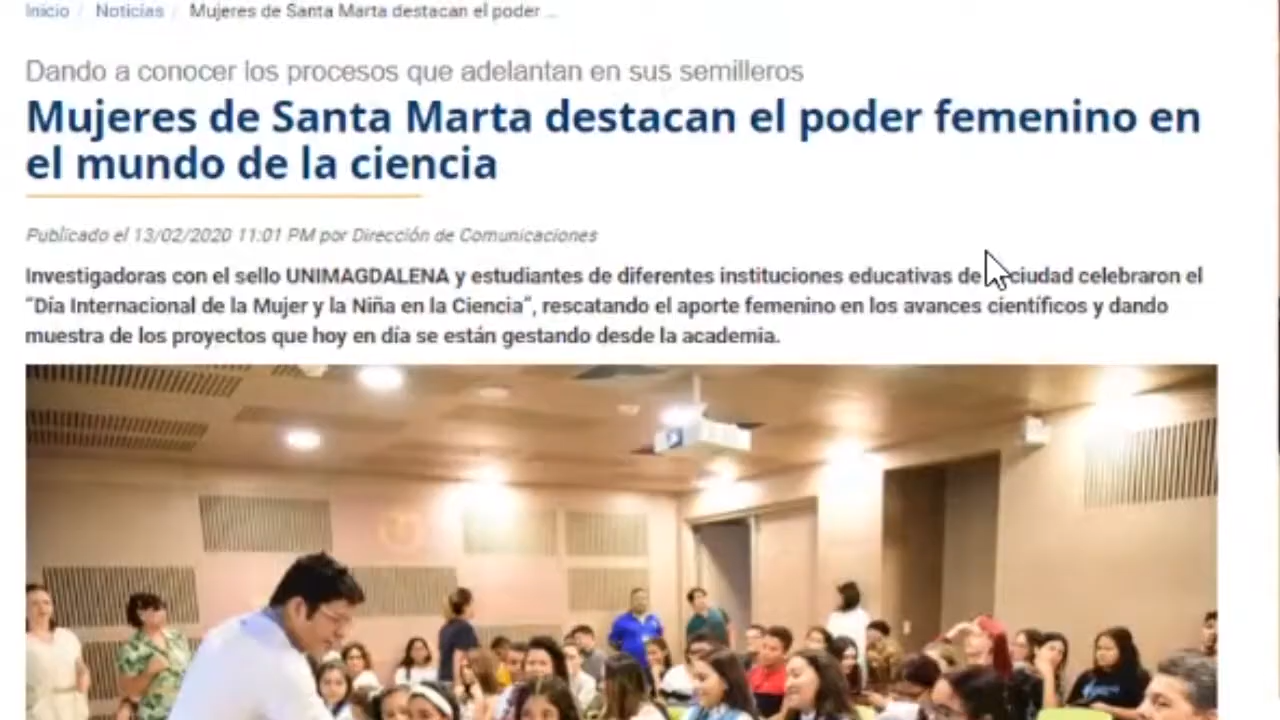 Inicio / Noticias / Mujeres de Santa Marta destacan el poder ...
Dando a conocer los procesos que adelantan en sus semilleros
Mujeres de Santa Marta destacan el poder femenino en
el mundo de la ciencia
Publicado el 13/02/2020 11:01 PM por Dirección de Comunicaciones
Investigadoras con el sello UNIMAGDALENA y estudiantes de diferentes instituciones educativas de ciudad celebraron el
“Día Internacional de la Mujer y la Niña en la Ciencia”, rescatando el aporte femenino en los avances científicos y dando
muestra de los proyectos que hoy en día se están gestando desde la academia.